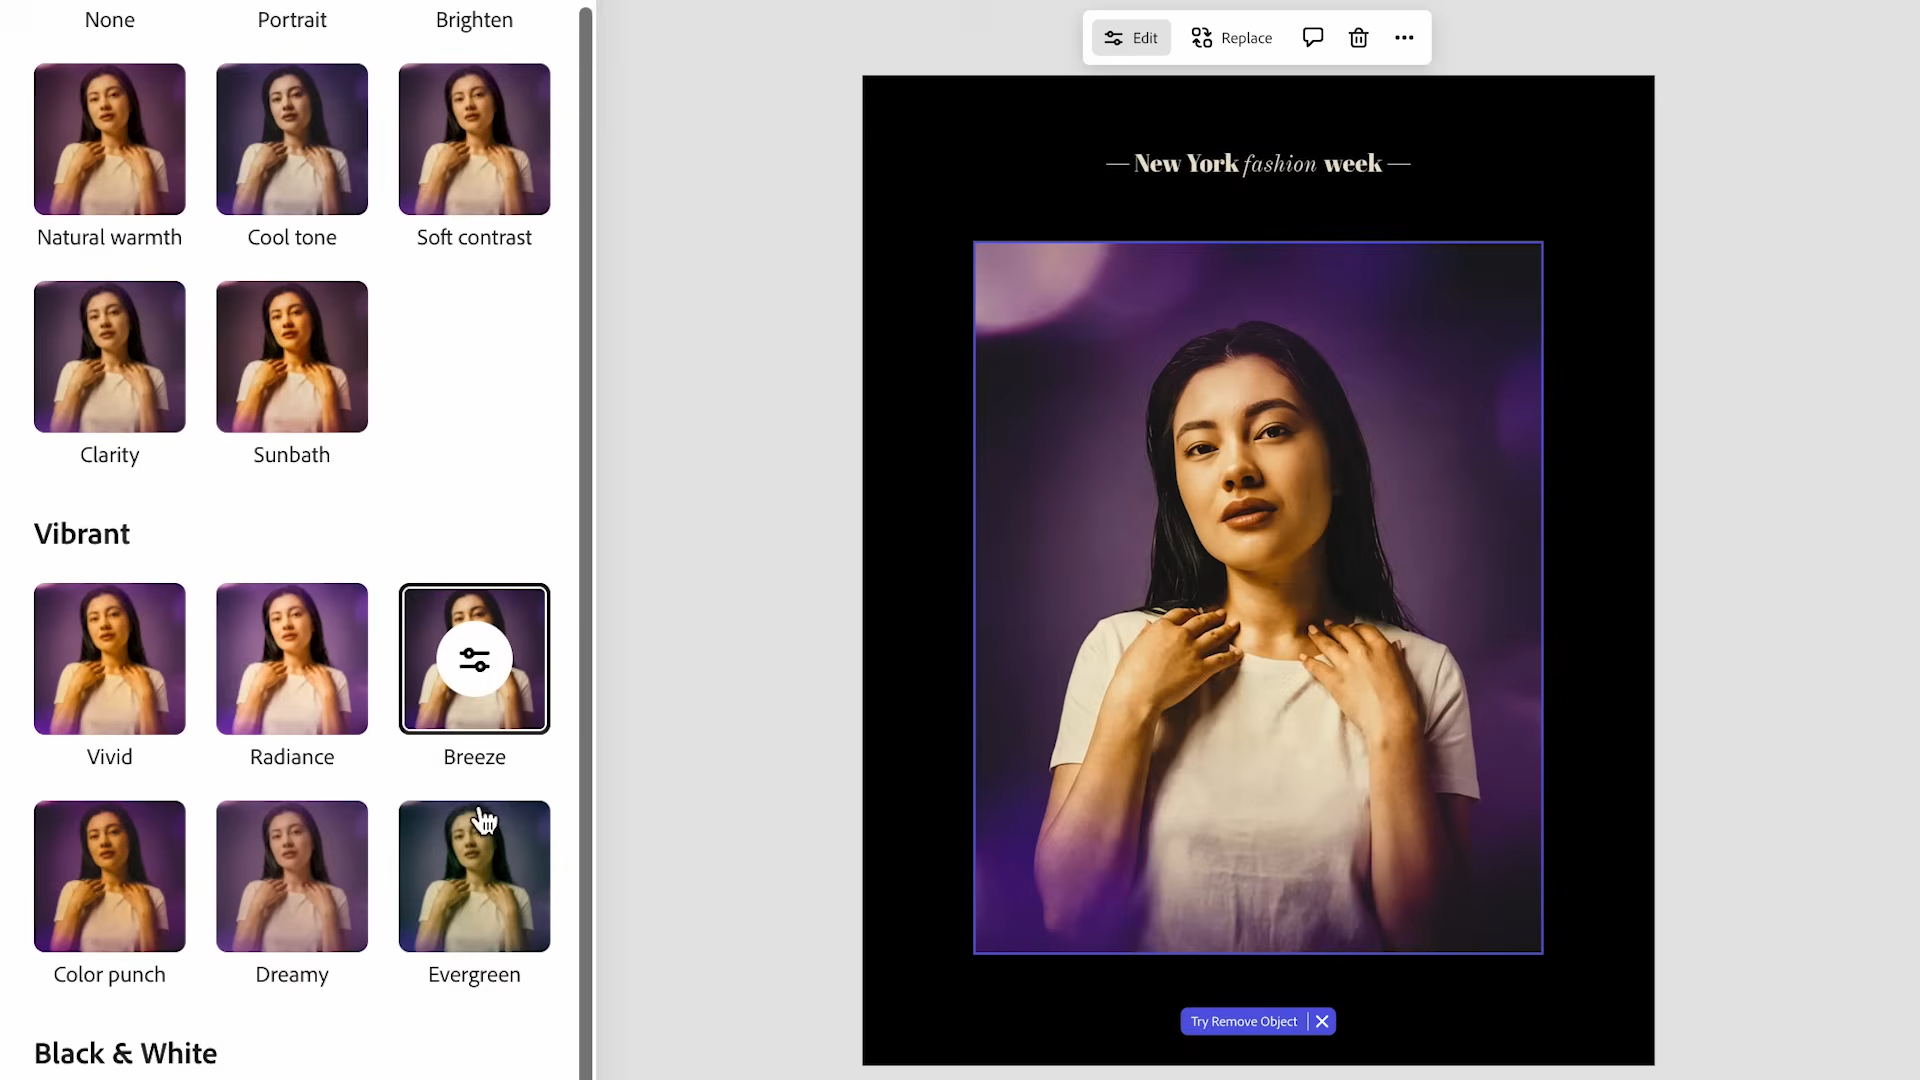 None Portrait Brighten
Edit Replace
Natural warmth Cool tone Soft contrast
— New York fashion week —
Clarity Sunbath
Vibrant
Vivid Radiance Breeze
Color punch Dreamy Evergreen
Try Remove Object
Black & White